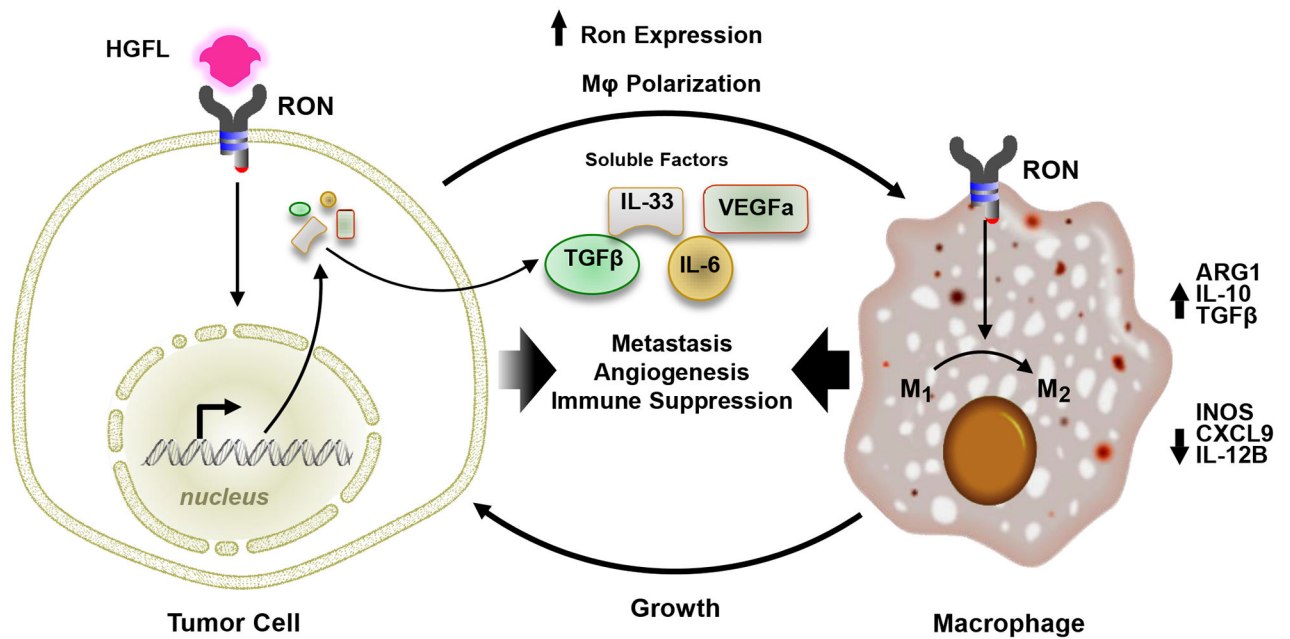 HGFL
RON
Ron Expression
Mφ Polarization
Soluble Factors
IL-33
VEGFa
TGFβ
IL-6
RON
ARG1
IL-10
TGFβ
Metastasis
Angiogenesis
Immune Suppression
M1
M2
INOS
CXCL9
IL-12B
nucleus
Growth
Tumor Cell
Macrophage